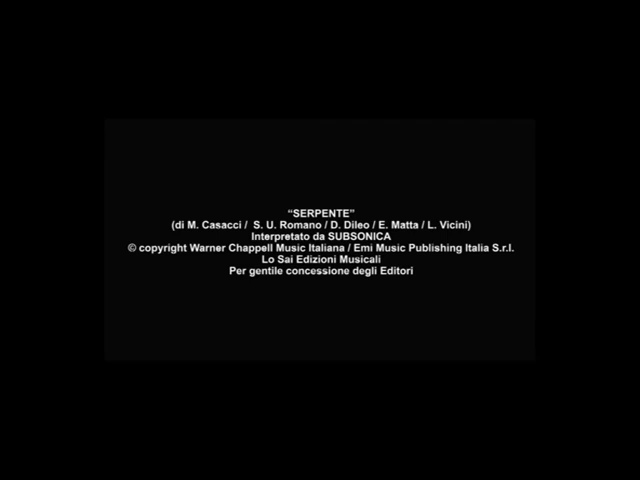 “SERPENTE”
(di M. Casacci / S. U. Romano / D. Dileo / E. Matta / L. Vicini)
Interpretato da SUBSONICA
© copyright Warner Chappell Music Italiana / Emi Music Publishing Italia S.r.l.
Lo Sai Edizioni Musicali
Per gentile concessione degli Editori